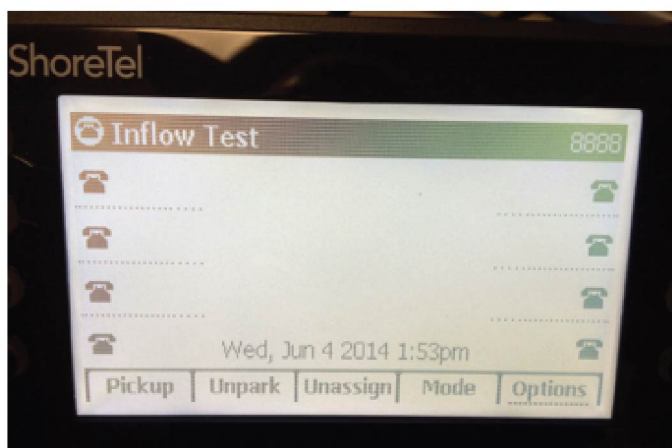 ShoreTel
Inflow Test 8888
Wed, Jun 4 2014 1:53pm
Pickup Unpark Unassign Mode Options